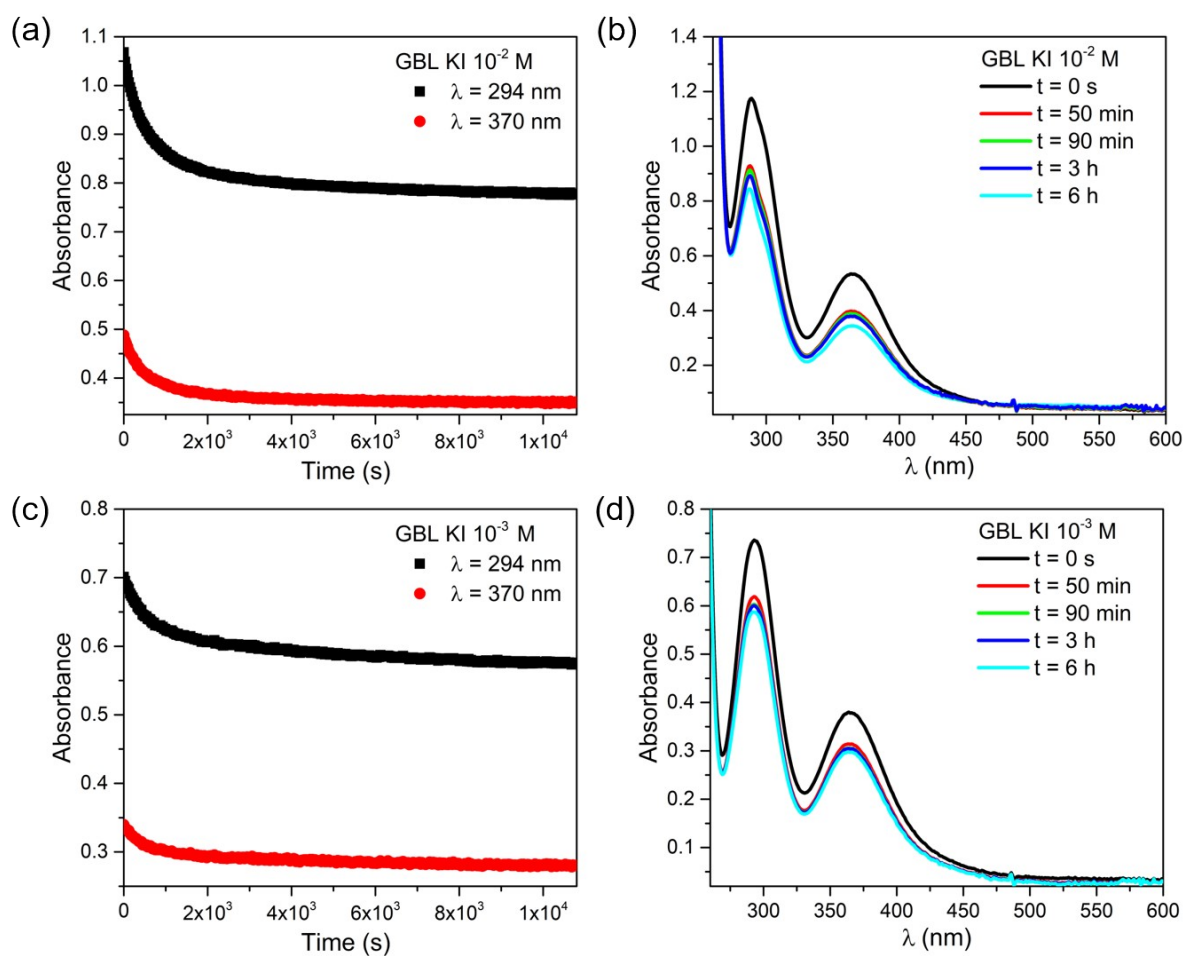 (a)
GBL KI 10⁻² M
λ = 294 nm
λ = 370 nm
1.1
1.0
0.9
0.8
0.7
0.6
0.5
0.4
Absorbance
0 2x10³ 4x10³ 6x10³ 8x10³ 1x10⁴
Time (s)
(b)
GBL KI 10⁻² M
t = 0 s
t = 50 min
t = 90 min
t = 3 h
t = 6 h
1.4
1.2
1.0
0.8
0.6
0.4
0.2
Absorbance
300 350 400 450 500 550 600
λ (nm)
(c)
GBL KI 10⁻³ M
λ = 294 nm
λ = 370 nm
0.8
0.7
0.6
0.5
0.4
0.3
Absorbance
0 2x10³ 4x10³ 6x10³ 8x10³ 1x10⁴
Time (s)
(d)
GBL KI 10⁻³ M
t = 0 s
t = 50 min
t = 90 min
t = 3 h
t = 6 h
0.8
0.7
0.6
0.5
0.4
0.3
0.2
0.1
Absorbance
300 350 400 450 500 550 600
λ (nm)